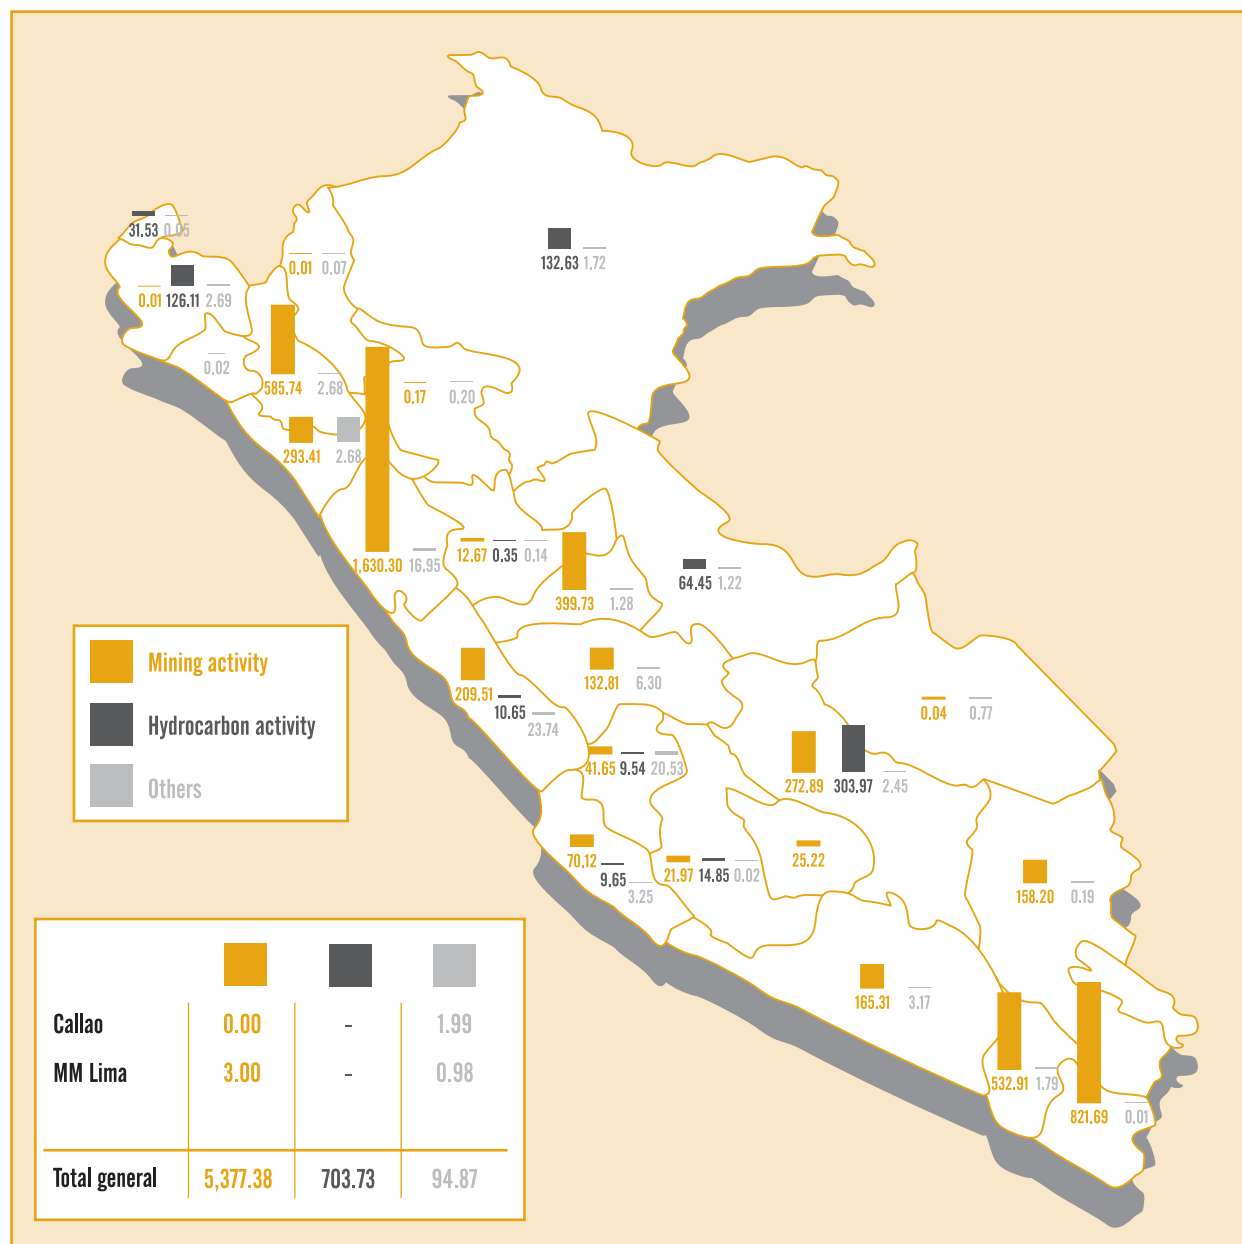 31.53 0.05
0.01 126.11 2.69
0.01 0.07
132.63 1.72
0.02
585.74 2.68
0.17 0.20
293.41 2.68
1,630.30 16.95
12.67 0.35 0.14
399.73 1.28
64.45 1.22
Mining activity
Hydrocarbon activity
Others
209.51
10.65
23.74
132.81 6.30
0.04 0.77
41.65 9.54 20.53
272.89 303.97 2.45
70.12
9.65
3.25
21.97 14.85 0.02
25.22
158.20 0.19
165.31 3.17
532.91 1.79
821.69 0.01
Callao 0.00 - 1.99
MM Lima 3.00 - 0.98
Total general 5,377.38 703.73 94.87